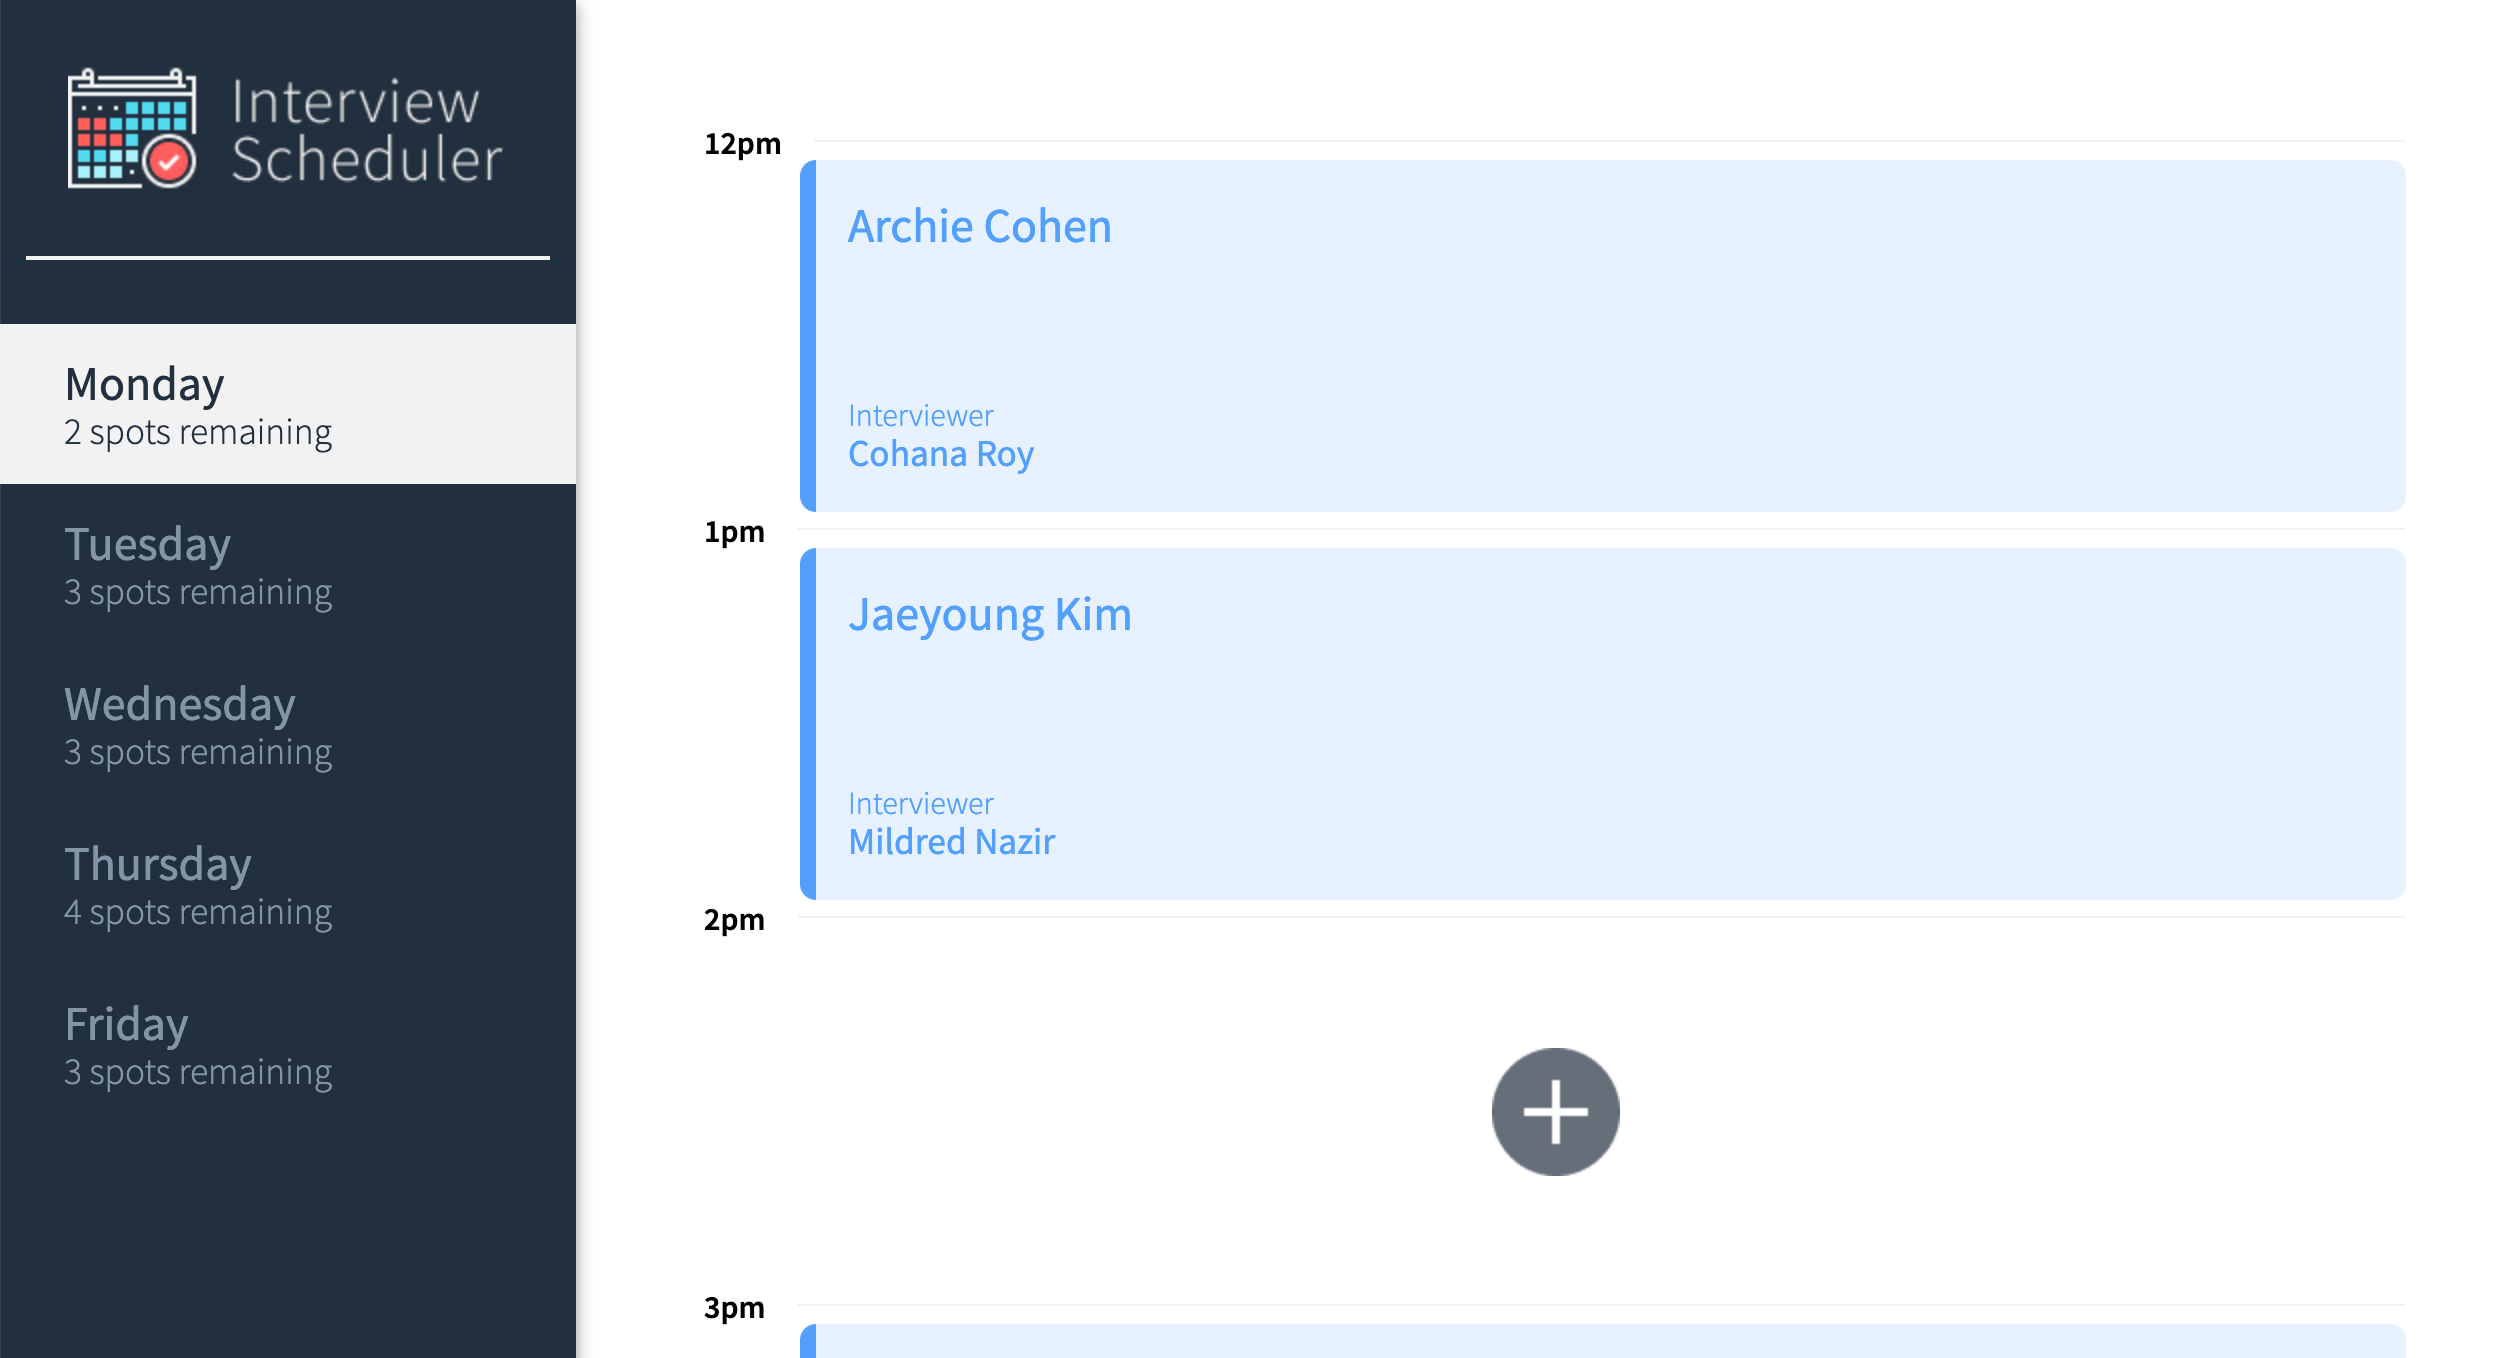 Interview
Scheduler
Monday
2 spots remaining
Tuesday
3 spots remaining
Wednesday
3 spots remaining
Thursday
4 spots remaining
Friday
3 spots remaining
12pm
Archie Cohen
Interviewer
Cohana Roy
1pm
Jaeyoung Kim
Interviewer
Mildred Nazir
2pm
3pm